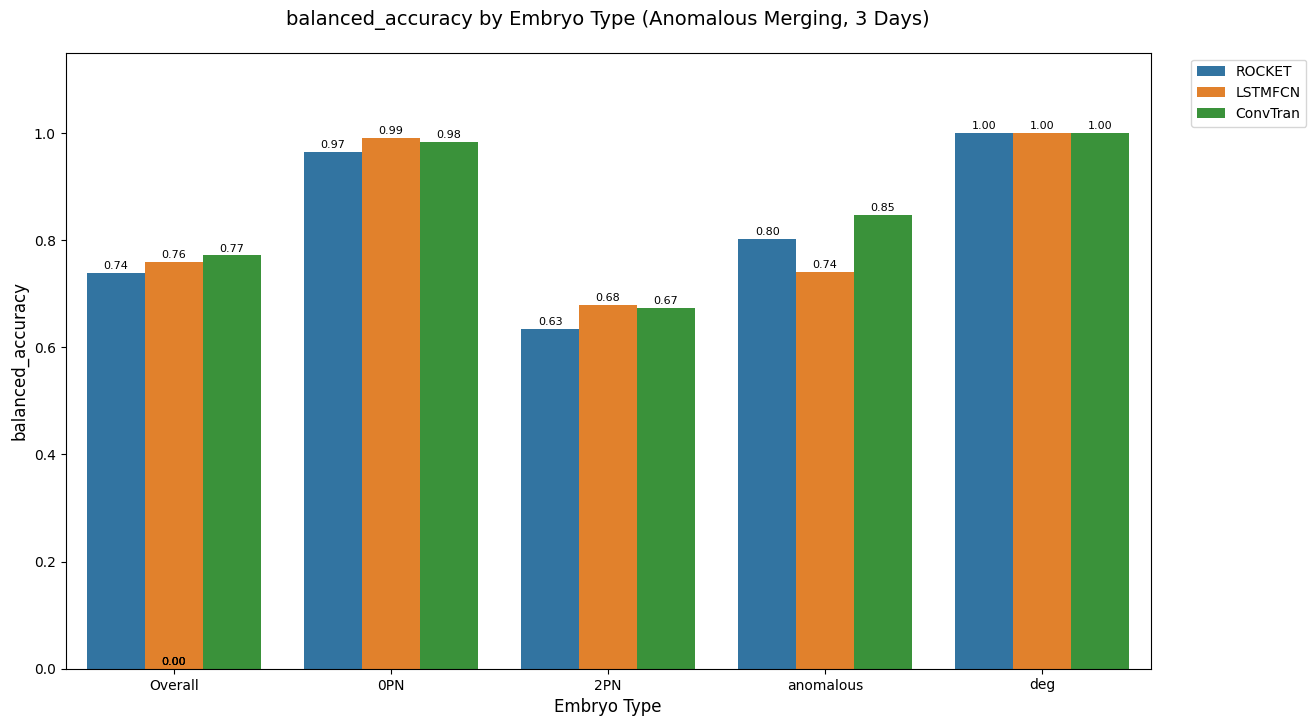 balanced_accuracy by Embryo Type (Anomalous Merging, 3 Days)
ROCKET
LSTMFCN
ConvTran
balanced_accuracy
1.0
0.8
0.6
0.4
0.2
0.0
0.74
0.76
0.77
0.00
0.97
0.99
0.98
0.63
0.68
0.67
0.80
0.74
0.85
1.00
1.00
1.00
Overall
0PN
2PN
anomalous
deg
Embryo Type